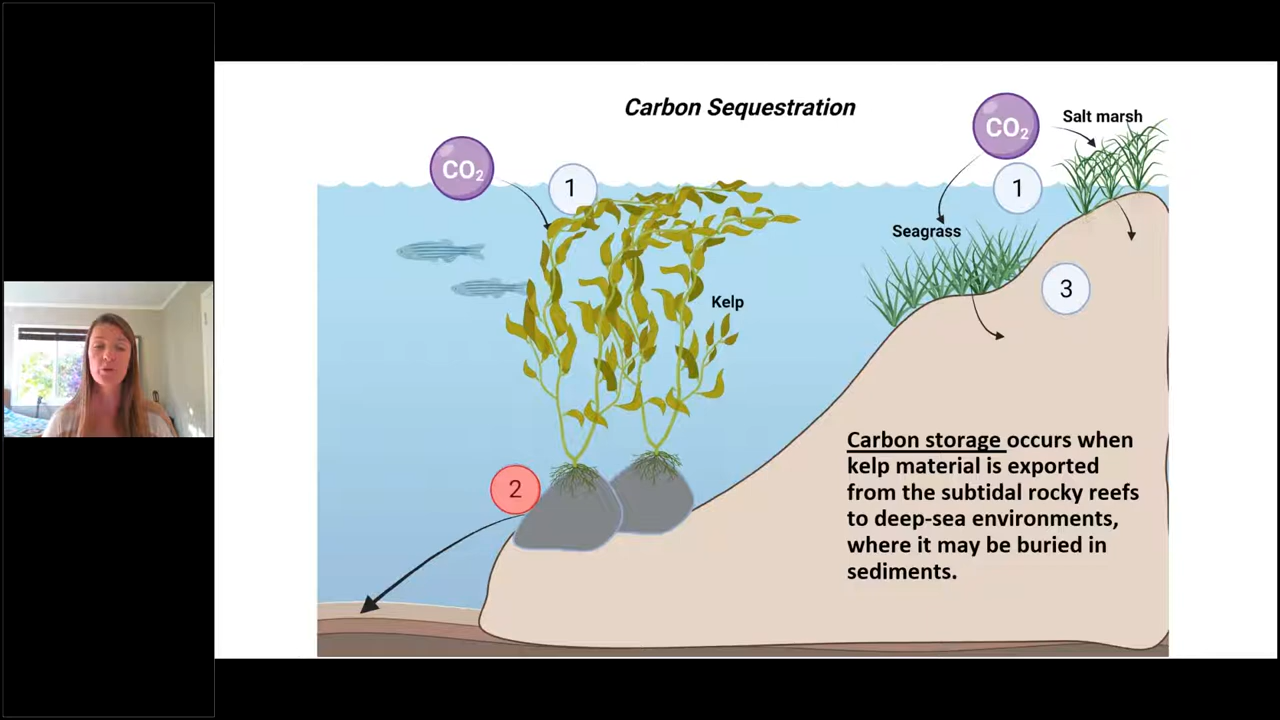 Carbon Sequestration
CO₂
1
CO₂
Salt marsh
1
Seagrass
3
Kelp
2
Carbon storage occurs when
kelp material is exported
from the subtidal rocky reefs
to deep-sea environments,
where it may be buried in
sediments.